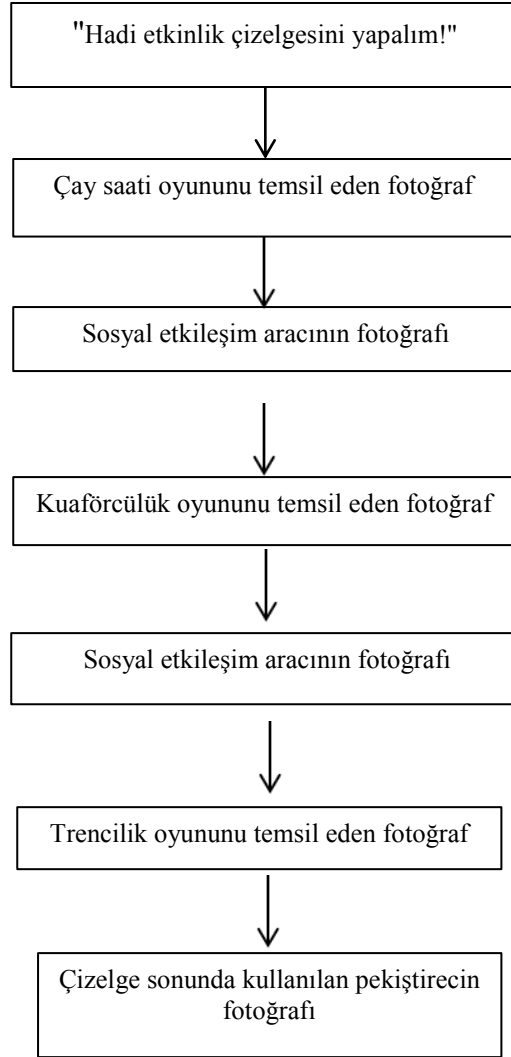 "Hadi etkinlik çizelgesini yapalım!"
Çay saati oyununu temsil eden fotoğraf
Sosyal etkileşim aracının fotoğrafı
Kuaförcülük oyununu temsil eden fotoğraf
Sosyal etkileşim aracının fotoğrafı
Trencilik oyununu temsil eden fotoğraf
Çizelge sonunda kullanılan pekiştirecin
fotoğrafı